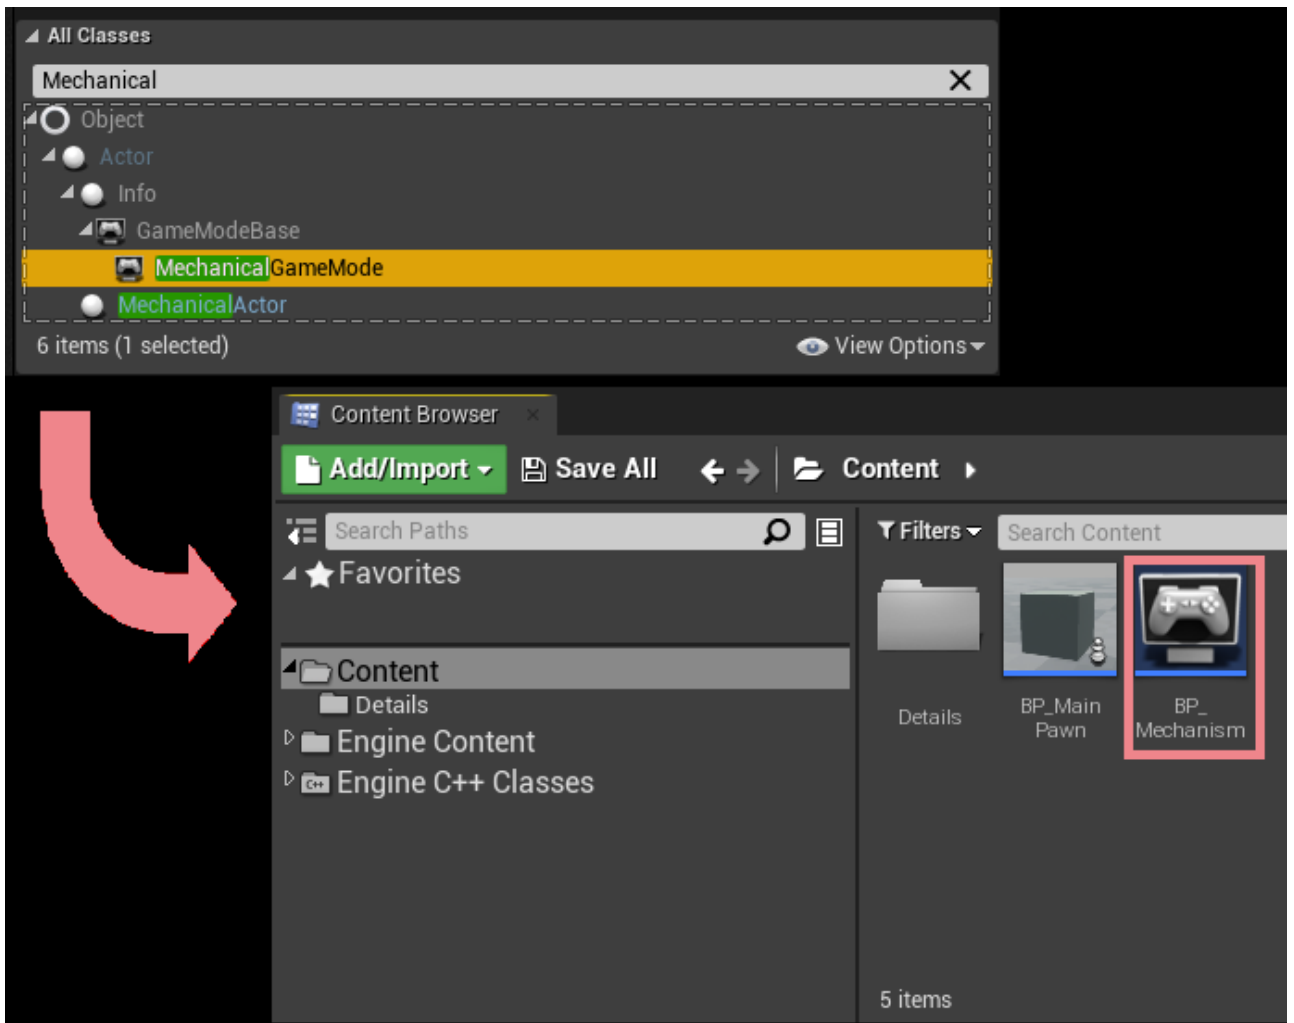 All Classes
Mechanical
Object
Actor
Info
GameModeBase
MechanicalGameMode
MechanicalActor
6 items (1 selected)
View Options
Content Browser
Add/Import
Save All
Content
Search Paths
Filters
Search Content
Favorites
Content
Details
Engine Content
C++
Engine C++ Classes
Details
BP_Main
Pawn
BP_
Mechanism
5 items